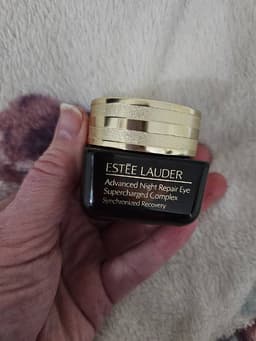 ESTĒE LAUDER
Advanced Night Repair Eye
Supercharged Complex
Synchronized Recovery